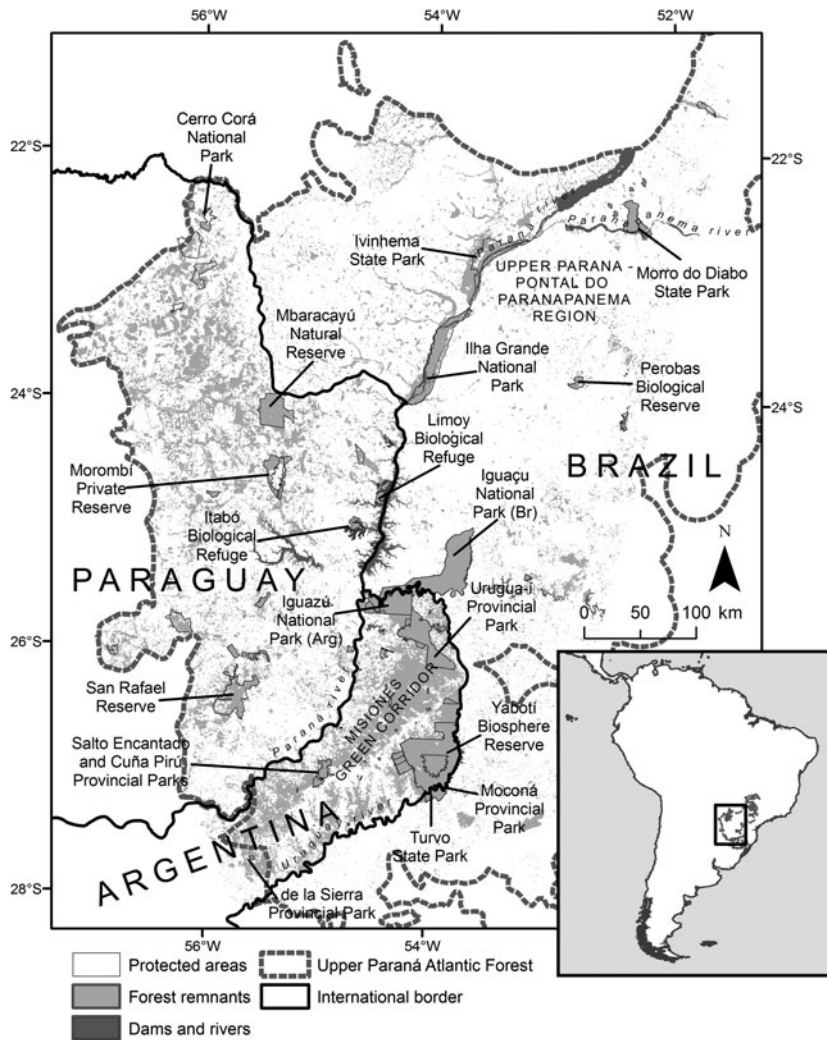 56°W
54°W
52°W
22°S
22°S
Cerro Corá
National
Park
Paraná river
Paranapanema river
Ivinhema
State Park
UPPER PARANA -
PONTAL DO
PARANAPANEMA
REGION
Morro do Diabo
State Park
Mbaracayú
Natural
Reserve
Ilha Grande
National
Park
Perobas
Biological
Reserve
24°S
24°S
Limoy
Biological
Refuge
BRAZIL
Morombí
Private
Reserve
Iguaçu
National
Park (Br)
Itabó
Biological
Refuge
N
PARAGUAY
Iguazú
National
Park (Arg)
Urugua-í
Provincial
Park
0 50 100 km
26°S
26°S
San Rafael
Reserve
Paraná river
MISIONES
GREEN CORRIDOR
Yabotí
Biosphere
Reserve
Salto Encantado
and Cuña Pirú
Provincial Parks
Moconá
Provincial
Park
ARGENTINA
Uruguay river
Turvo
State Park
28°S
de la Sierra
Provincial Park
56°W
54°W
Protected areas
Upper Paraná Atlantic Forest
Forest remnants
International border
Dams and rivers